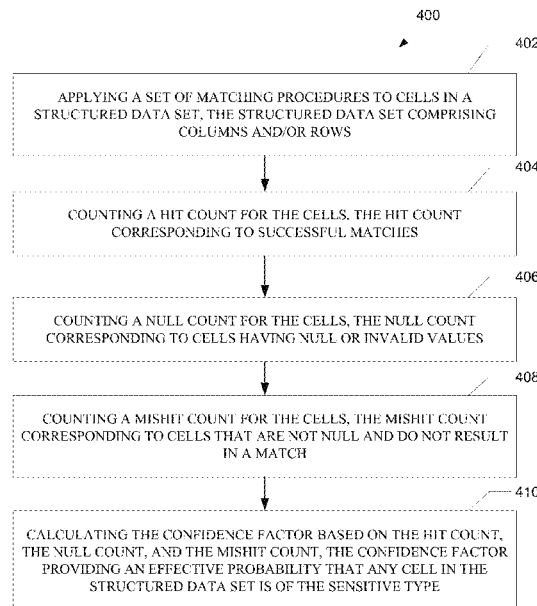 400
402
APPLYING A SET OF MATCHING PROCEDURES TO CELLS IN A
STRUCTURED DATA SET, THE STRUCTURED DATA SET COMPRISING
COLUMNS AND/OR ROWS
404
COUNTING A HIT COUNT FOR THE CELLS, THE HIT COUNT
CORRESPONDING TO SUCCESSFUL MATCHES
406
COUNTING A NULL COUNT FOR THE CELLS, THE NULL COUNT
CORRESPONDING TO CELLS HAVING NULL OR INVALID VALUES
408
COUNTING A MISHIT COUNT FOR THE CELLS, THE MISHIT COUNT
CORRESPONDING TO CELLS THAT ARE NOT NULL AND DO NOT RESULT
IN A MATCH
410
CALCULATING THE CONFIDENCE FACTOR BASED ON THE HIT COUNT,
THE NULL COUNT, AND THE MISHIT COUNT, THE CONFIDENCE FACTOR
PROVIDING AN EFFECTIVE PROBABILITY THAT ANY CELL IN THE
STRUCTURED DATA SET IS OF THE SENSITIVE TYPE